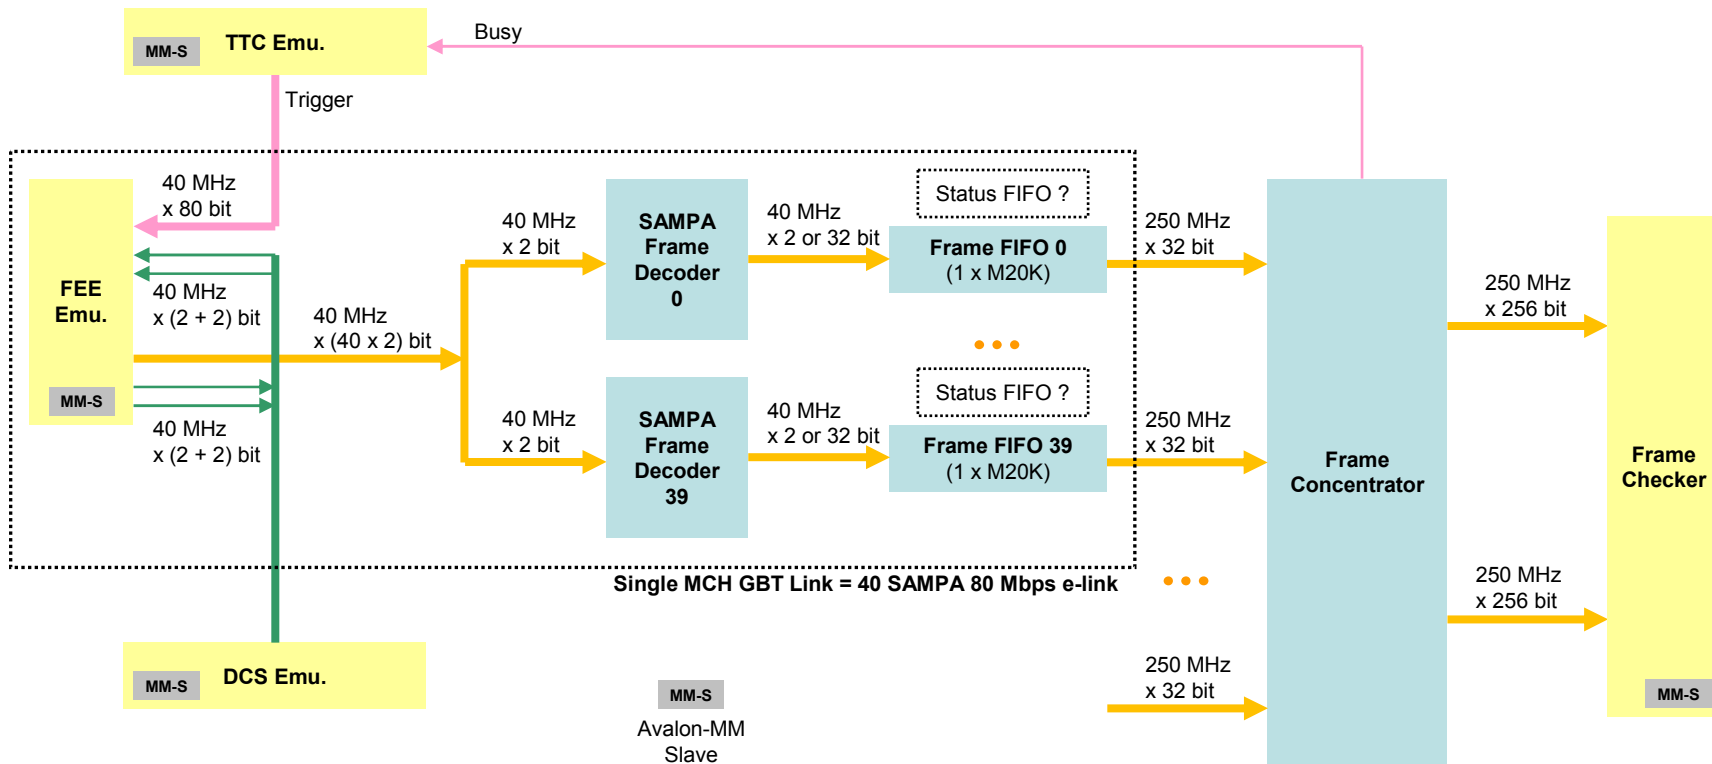 TTC Emu.
MM-S
Busy
Trigger
40 MHz
x 80 bit
FEE
Emu.
MM-S
40 MHz
x (2 + 2) bit
40 MHz
x (40 x 2) bit
40 MHz
x (2 + 2) bit
40 MHz
x 2 bit
SAMPA
Frame
Decoder
0
40 MHz
x 2 or 32 bit
Status FIFO ?
Frame FIFO 0
(1 x M20K)
250 MHz
x 32 bit
40 MHz
x 2 bit
SAMPA
Frame
Decoder
39
40 MHz
x 2 or 32 bit
Status FIFO ?
Frame FIFO 39
(1 x M20K)
250 MHz
x 32 bit
Single MCH GBT Link = 40 SAMPA 80 Mbps e-link
250 MHz
x 32 bit
Frame
Concentrator
250 MHz
x 256 bit
250 MHz
x 256 bit
Frame
Checker
MM-S
DCS Emu.
MM-S
MM-S
Avalon-MM
Slave